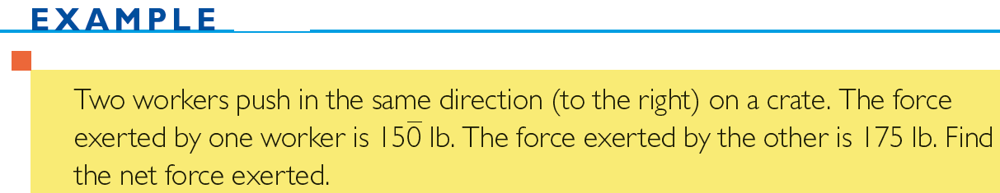 EXAMPLE
Two workers push in the same direction (to the right) on a crate. The force
exerted by one worker is 150̅ lb. The force exerted by the other is 175 lb. Find
the net force exerted.